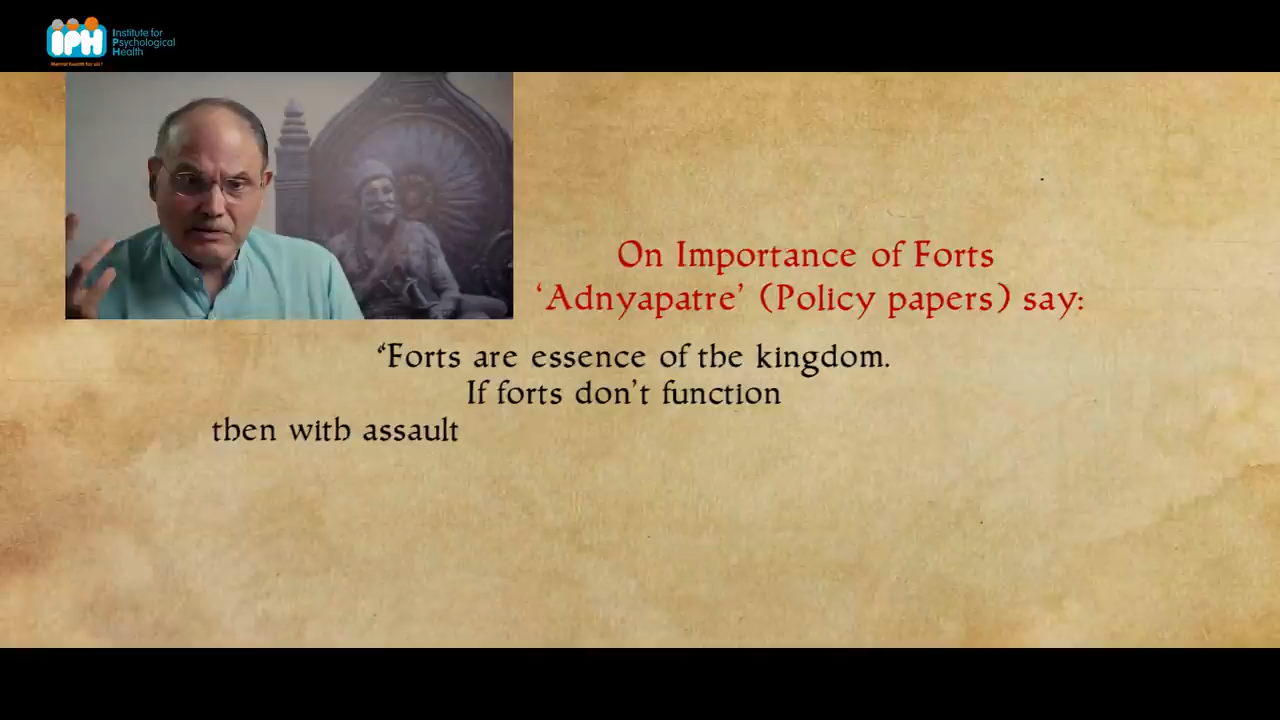 IPH
Institute for
Psychological
Health
On Importance of Forts
‘Adnyapatre’ (Policy papers) say:
“Forts are essence of the kingdom.
If forts don’t function
then with assault